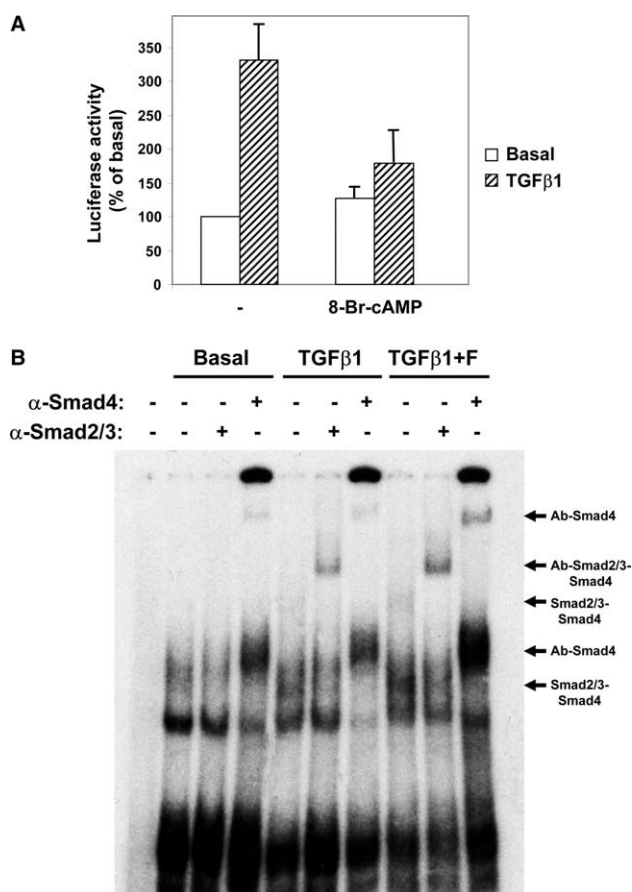 A
Luciferase activity
(% of basal)
350
300
250
200
150
100
50
0
-
8-Br-cAMP
Basal
TGFβ1
B
Basal TGFβ1 TGFβ1+F
α-Smad4: - - - + - - + - - +
α-Smad2/3: - - + - - + - - + -
Ab-Smad4
Ab-Smad2/3-
Smad4
Smad2/3-
Smad4
Ab-Smad4
Smad2/3-
Smad4